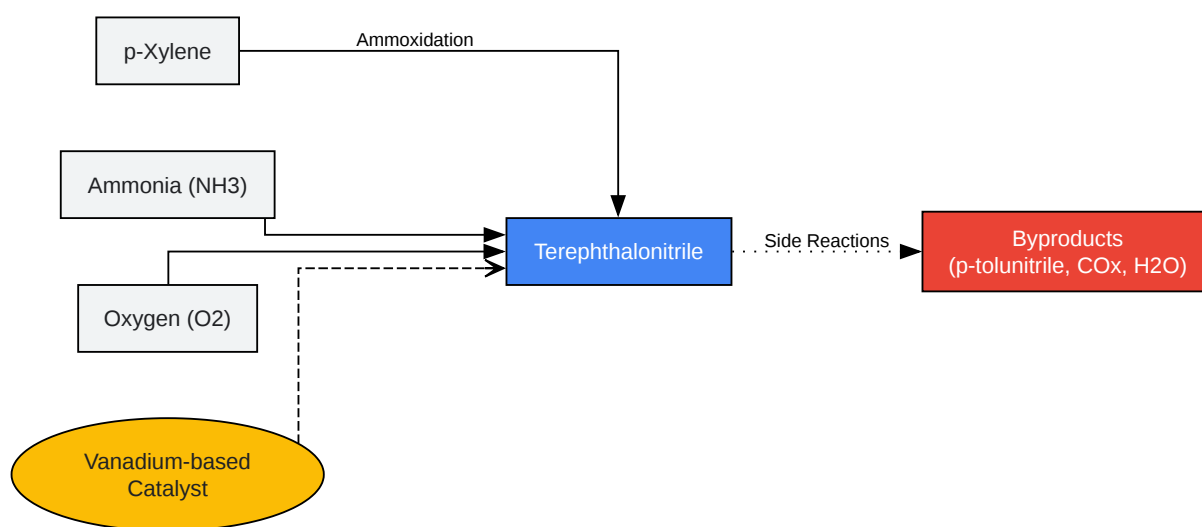 p-Xylene
Ammoxidation
Ammonia (NH3)
Terephthalonitrile
Side Reactions
Byproducts
(p-tolunitrile, COx, H2O)
Oxygen (O2)
Vanadium-based
Catalyst